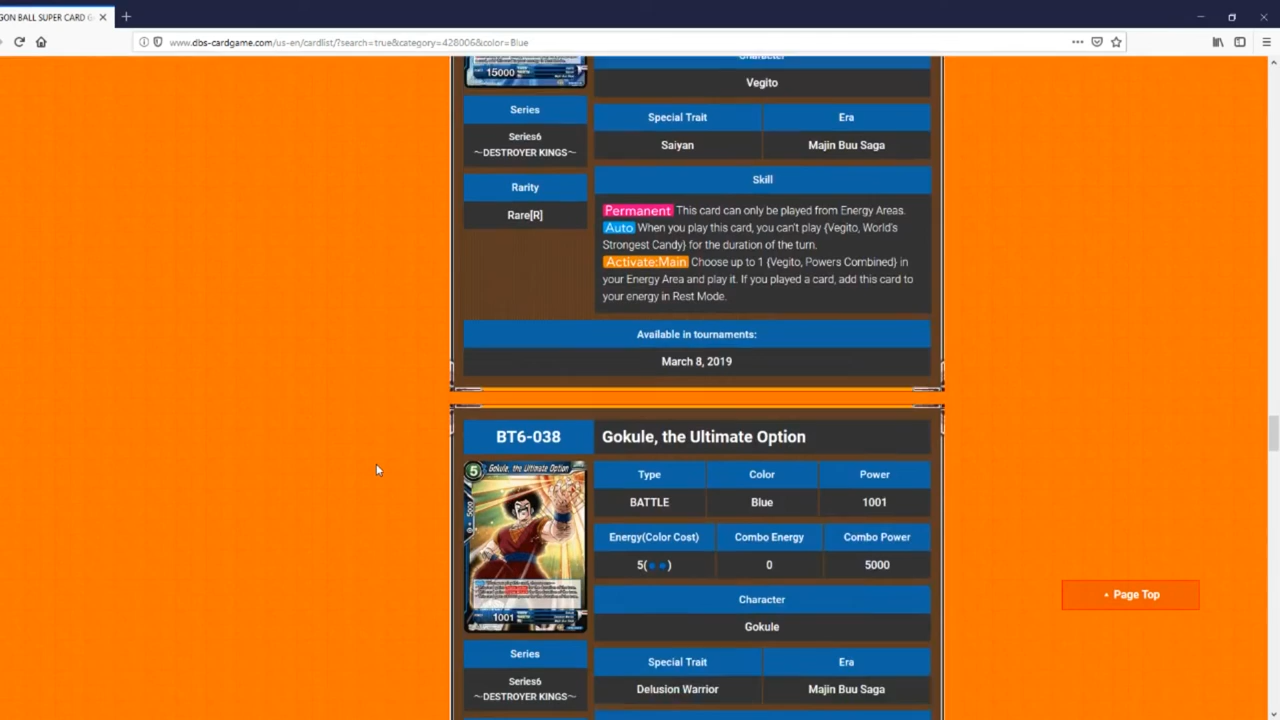 GON BALL SUPER CARD G
www.dbs-cardgame.com/us-en/cardlist/?search=true&category=428006&color=Blue
15000
Character
Vegito
Series
Special Trait
Era
Series6
～DESTROYER KINGS～
Saiyan
Majin Buu Saga
Rarity
Skill
Rare[R]
Permanent This card can only be played from Energy Areas.
Auto When you play this card, you can't play {Vegito, World's
Strongest Candy} for the duration of the turn.
Activate:Main Choose up to 1 {Vegito, Powers Combined} in
your Energy Area and play it. If you played a card, add this card to
your energy in Rest Mode.
Available in tournaments:
March 8, 2019
BT6-038
Gokule, the Ultimate Option
5
Gokule, the Ultimate Option
Type
Color
Power
BATTLE
Blue
1001
Energy(Color Cost)
Combo Energy
Combo Power
5(●●)
0
5000
Character
Gokule
1001
Series
Special Trait
Era
Series6
～DESTROYER KINGS～
Delusion Warrior
Majin Buu Saga
Page Top